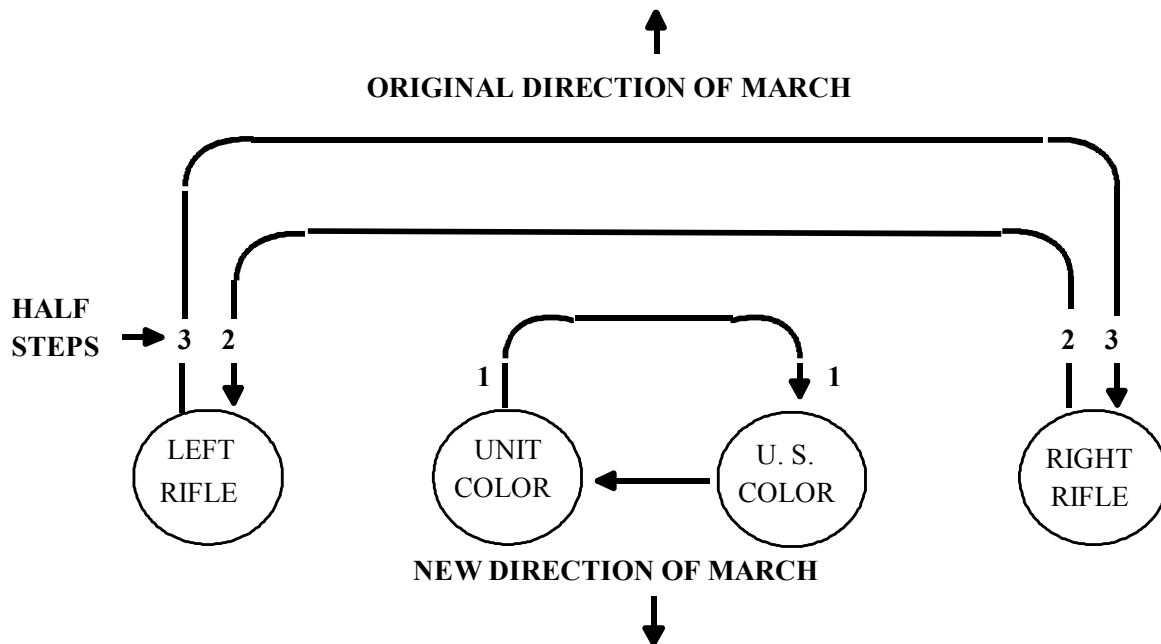 ORIGINAL DIRECTION OF MARCH
HALF
STEPS
3 2
2 3
1
1
LEFT
RIFLE
UNIT
COLOR
U. S.
COLOR
RIGHT
RIFLE
NEW DIRECTION OF MARCH